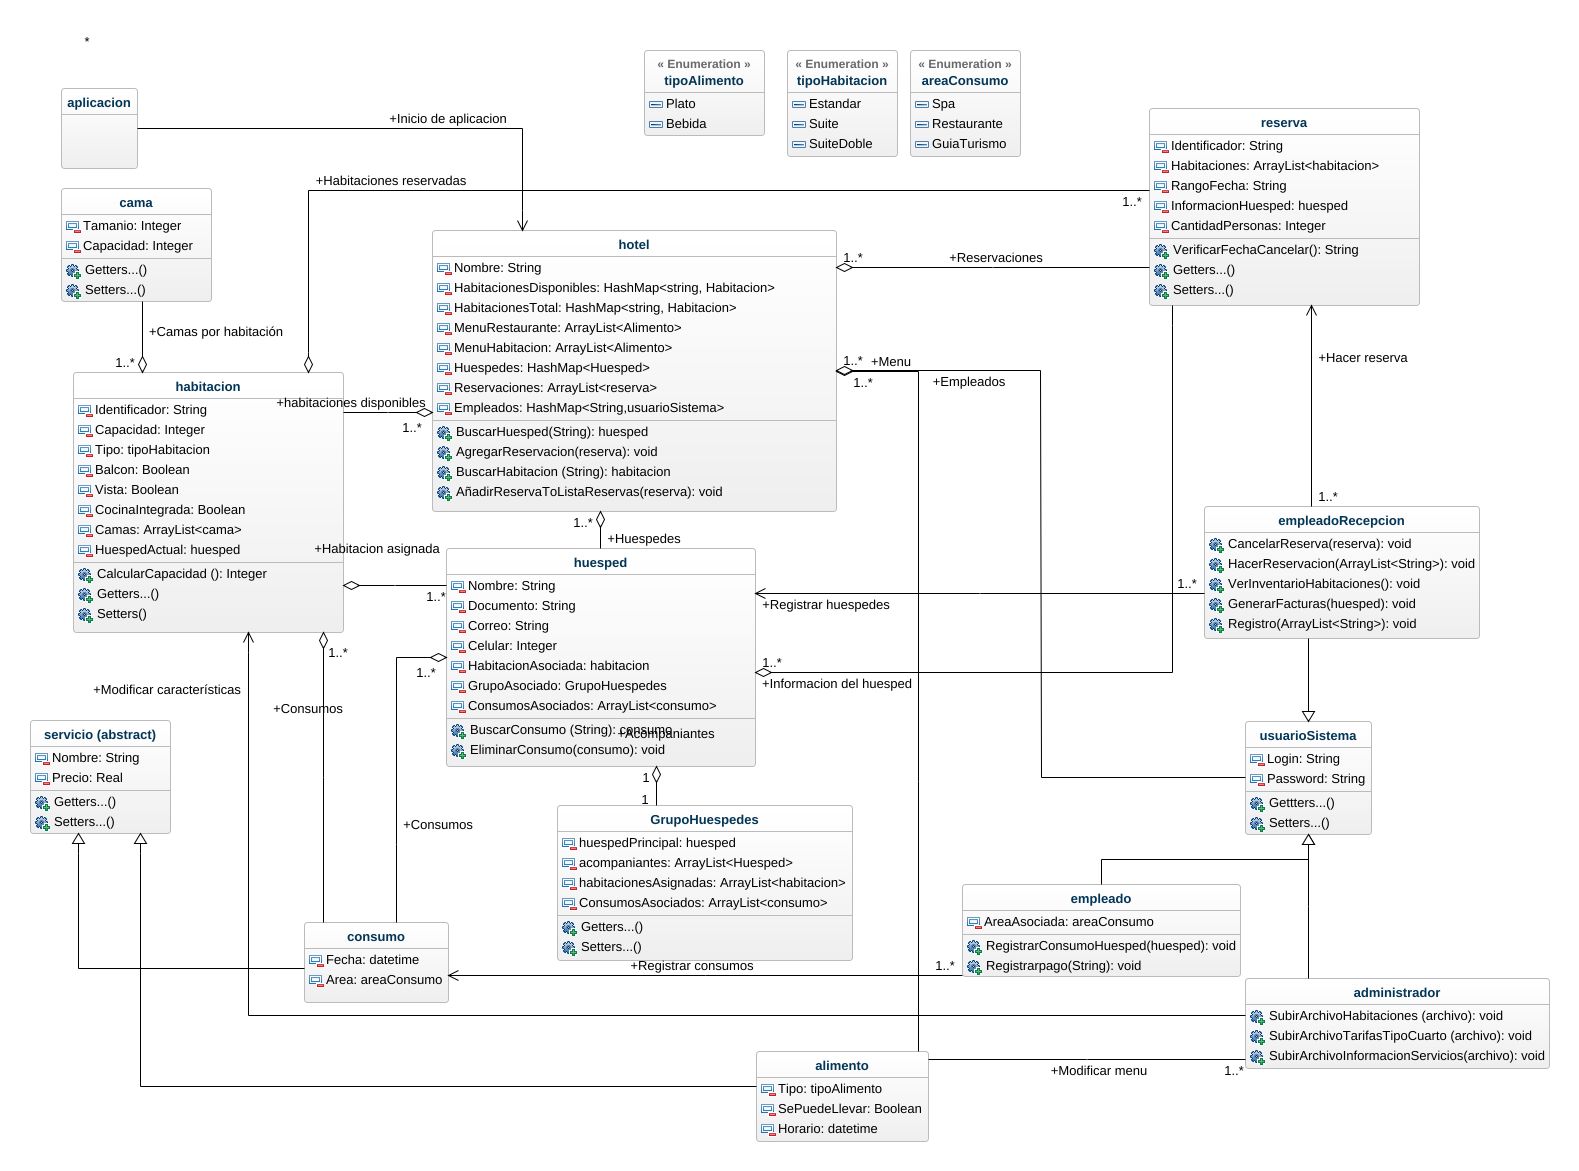 *
« Enumeration »
tipoAlimento
Plato
Bebida
« Enumeration »
tipoHabitacion
Estandar
Suite
SuiteDoble
« Enumeration »
areaConsumo
Spa
Restaurante
GuiaTurismo
aplicacion
+Inicio de aplicacion
reserva
Identificador: String
Habitaciones: ArrayList<habitacion>
RangoFecha: String
InformacionHuesped: huesped
CantidadPersonas: Integer
VerificarFechaCancelar(): String
Getters...()
Setters...()
+Habitaciones reservadas
1..*
cama
Tamanio: Integer
Capacidad: Integer
Getters...()
Setters...()
+Camas por habitación
1..*
hotel
Nombre: String
HabitacionesDisponibles: HashMap<string, Habitacion>
HabitacionesTotal: HashMap<string, Habitacion>
MenuRestaurante: ArrayList<Alimento>
MenuHabitacion: ArrayList<Alimento>
Huespedes: HashMap<Huesped>
Reservaciones: ArrayList<reserva>
Empleados: HashMap<String,usuarioSistema>
BuscarHuesped(String): huesped
AgregarReservacion(reserva): void
BuscarHabitacion (String): habitacion
AñadirReservaToListaReservas(reserva): void
1..*
+Reservaciones
1..*
+Menu
1..*
+Empleados
+Hacer reserva
1..*
habitacion
Identificador: String
Capacidad: Integer
Tipo: tipoHabitacion
Balcon: Boolean
Vista: Boolean
CocinaIntegrada: Boolean
Camas: ArrayList<cama>
HuespedActual: huesped
CalcularCapacidad (): Integer
Getters...()
Setters()
+habitaciones disponibles
1..*
1..*
+Huespedes
+Habitacion asignada
1..*
huesped
Nombre: String
Documento: String
Correo: String
Celular: Integer
HabitacionAsociada: habitacion
GrupoAsociado: GrupoHuespedes
ConsumosAsociados: ArrayList<consumo>
BuscarConsumo (String): consumo
EliminarConsumo(consumo): void
+Acompaniantes
1
1
empleadoRecepcion
CancelarReserva(reserva): void
HacerReservacion(ArrayList<String>): void
VerInventarioHabitaciones(): void
GenerarFacturas(huesped): void
Registro(ArrayList<String>): void
1..*
+Registrar huespedes
1..*
+Informacion del huesped
1..*
1..*
+Modificar características
+Consumos
+Consumos
servicio (abstract)
Nombre: String
Precio: Real
Getters...()
Setters...()
usuarioSistema
Login: String
Password: String
Gettters...()
Setters...()
GrupoHuespedes
huespedPrincipal: huesped
acompaniantes: ArrayList<Huesped>
habitacionesAsignadas: ArrayList<habitacion>
ConsumosAsociados: ArrayList<consumo>
Getters...()
Setters...()
empleado
AreaAsociada: areaConsumo
RegistrarConsumoHuesped(huesped): void
Registrarpago(String): void
consumo
Fecha: datetime
Area: areaConsumo
+Registrar consumos
1..*
administrador
SubirArchivoHabitaciones (archivo): void
SubirArchivoTarifasTipoCuarto (archivo): void
SubirArchivoInformacionServicios(archivo): void
+Modificar menu
1..*
alimento
Tipo: tipoAlimento
SePuedeLlevar: Boolean
Horario: datetime